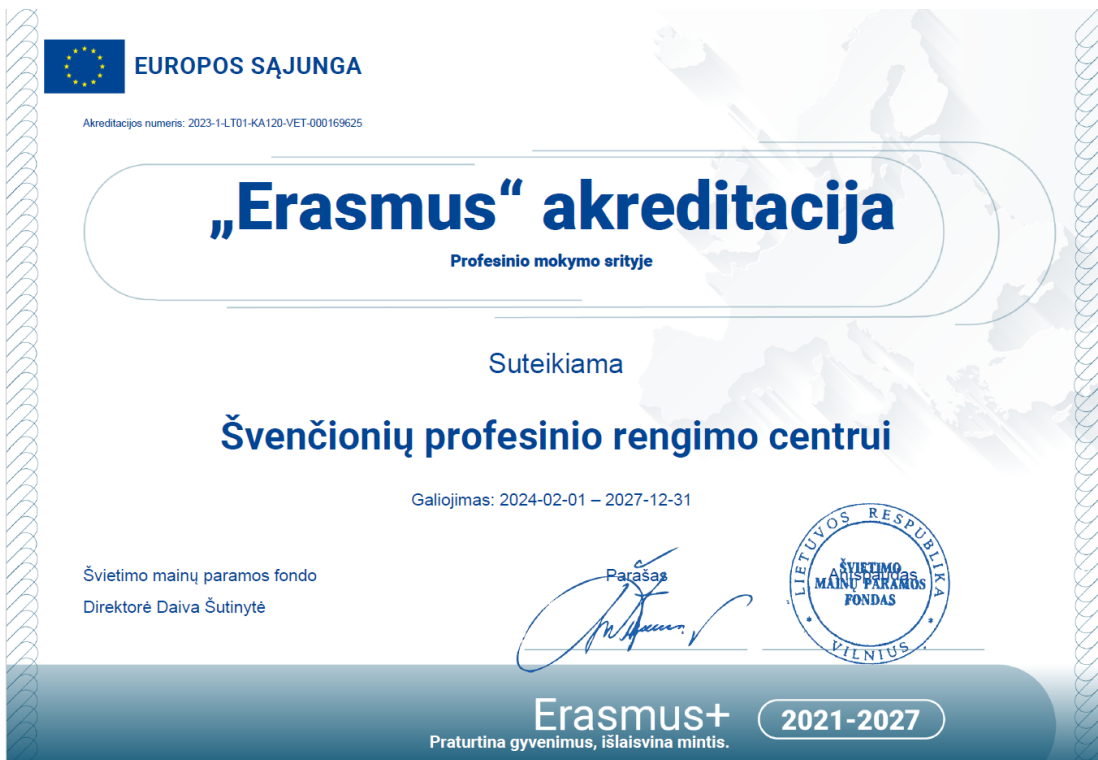 EUROPOS SĄJUNGA
Akreditacijos numeris: 2023-1-LT01-KA120-VET-000169625
„Erasmus“ akreditacija
Profesinio mokymo srityje
Suteikiama
Švenčionių profesinio rengimo centrui
Galiojimas: 2024-02-01 – 2027-12-31
Švietimo mainų paramos fondo
Direktorė Daiva Šutinytė
Parašas
Antspaudas
LIETUVOS RESPUBLIKA
ŠVIETIMO
MAINŲ PARAMOS
FONDAS
* VILNIUS *
Erasmus+
2021-2027
Praturtina gyvenimus, išlaisvina mintis.